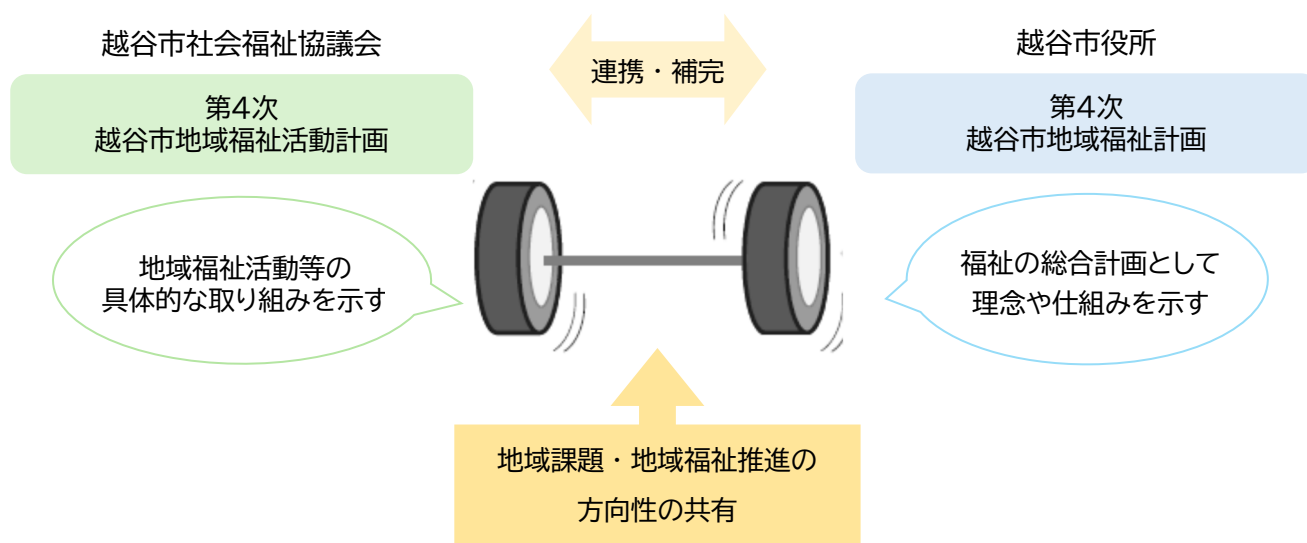 越谷市社会福祉協議会
第4次
越谷市地域福祉活動計画
地域福祉活動等の
具体的な取り組みを示す
連携・補完
越谷市役所
第4次
越谷市地域福祉計画
福祉の総合計画として
理念や仕組みを示す
地域課題・地域福祉推進の
方向性の共有